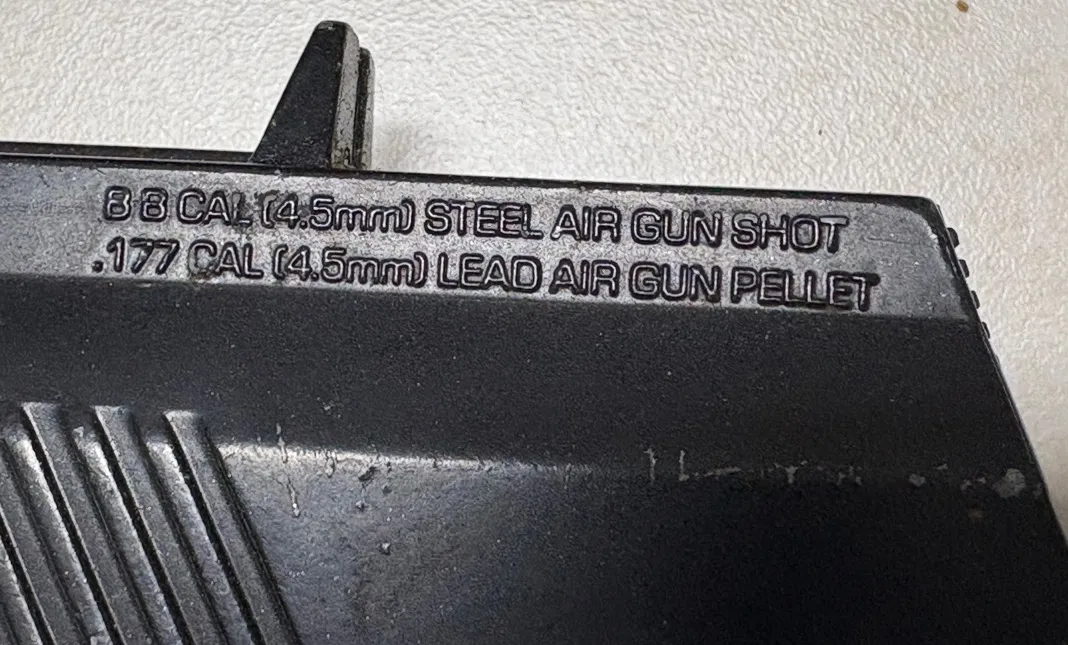 BB CAL (4.5mm) STEEL AIR GUN SHOT
.177 CAL (4.5mm) LEAD AIR GUN PELLET